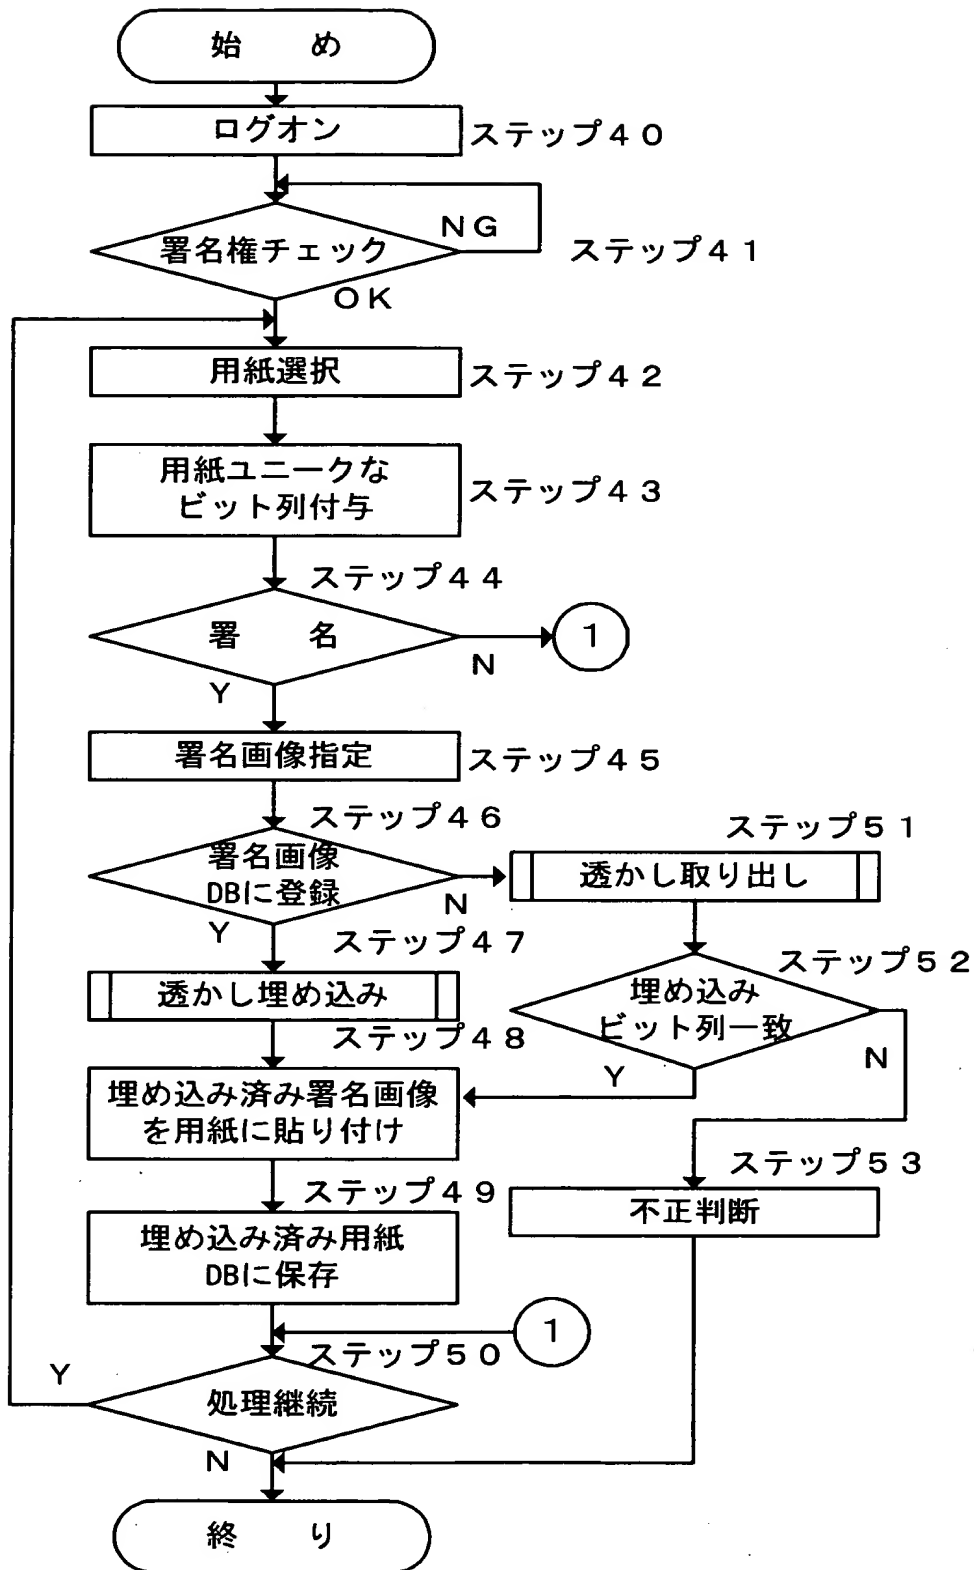 始　め
ログオン
ステップ４０
NG
署名権チェック
ステップ４１
OK
用紙選択
ステップ４２
用紙ユニークな
ビット列付与
ステップ４３
ステップ４４
署　名
1
N
Y
署名画像指定
ステップ４５
ステップ４６
署名画像
DBに登録
N
Y
ステップ５１
透かし取り出し
ステップ４７
透かし埋め込み
ステップ５２
埋め込み
ビット列一致
N
Y
ステップ４８
埋め込み済み署名画像
を用紙に貼り付け
ステップ５３
不正判断
ステップ４９
埋め込み済み用紙
DBに保存
1
ステップ５０
Y
処理継続
N
終　り